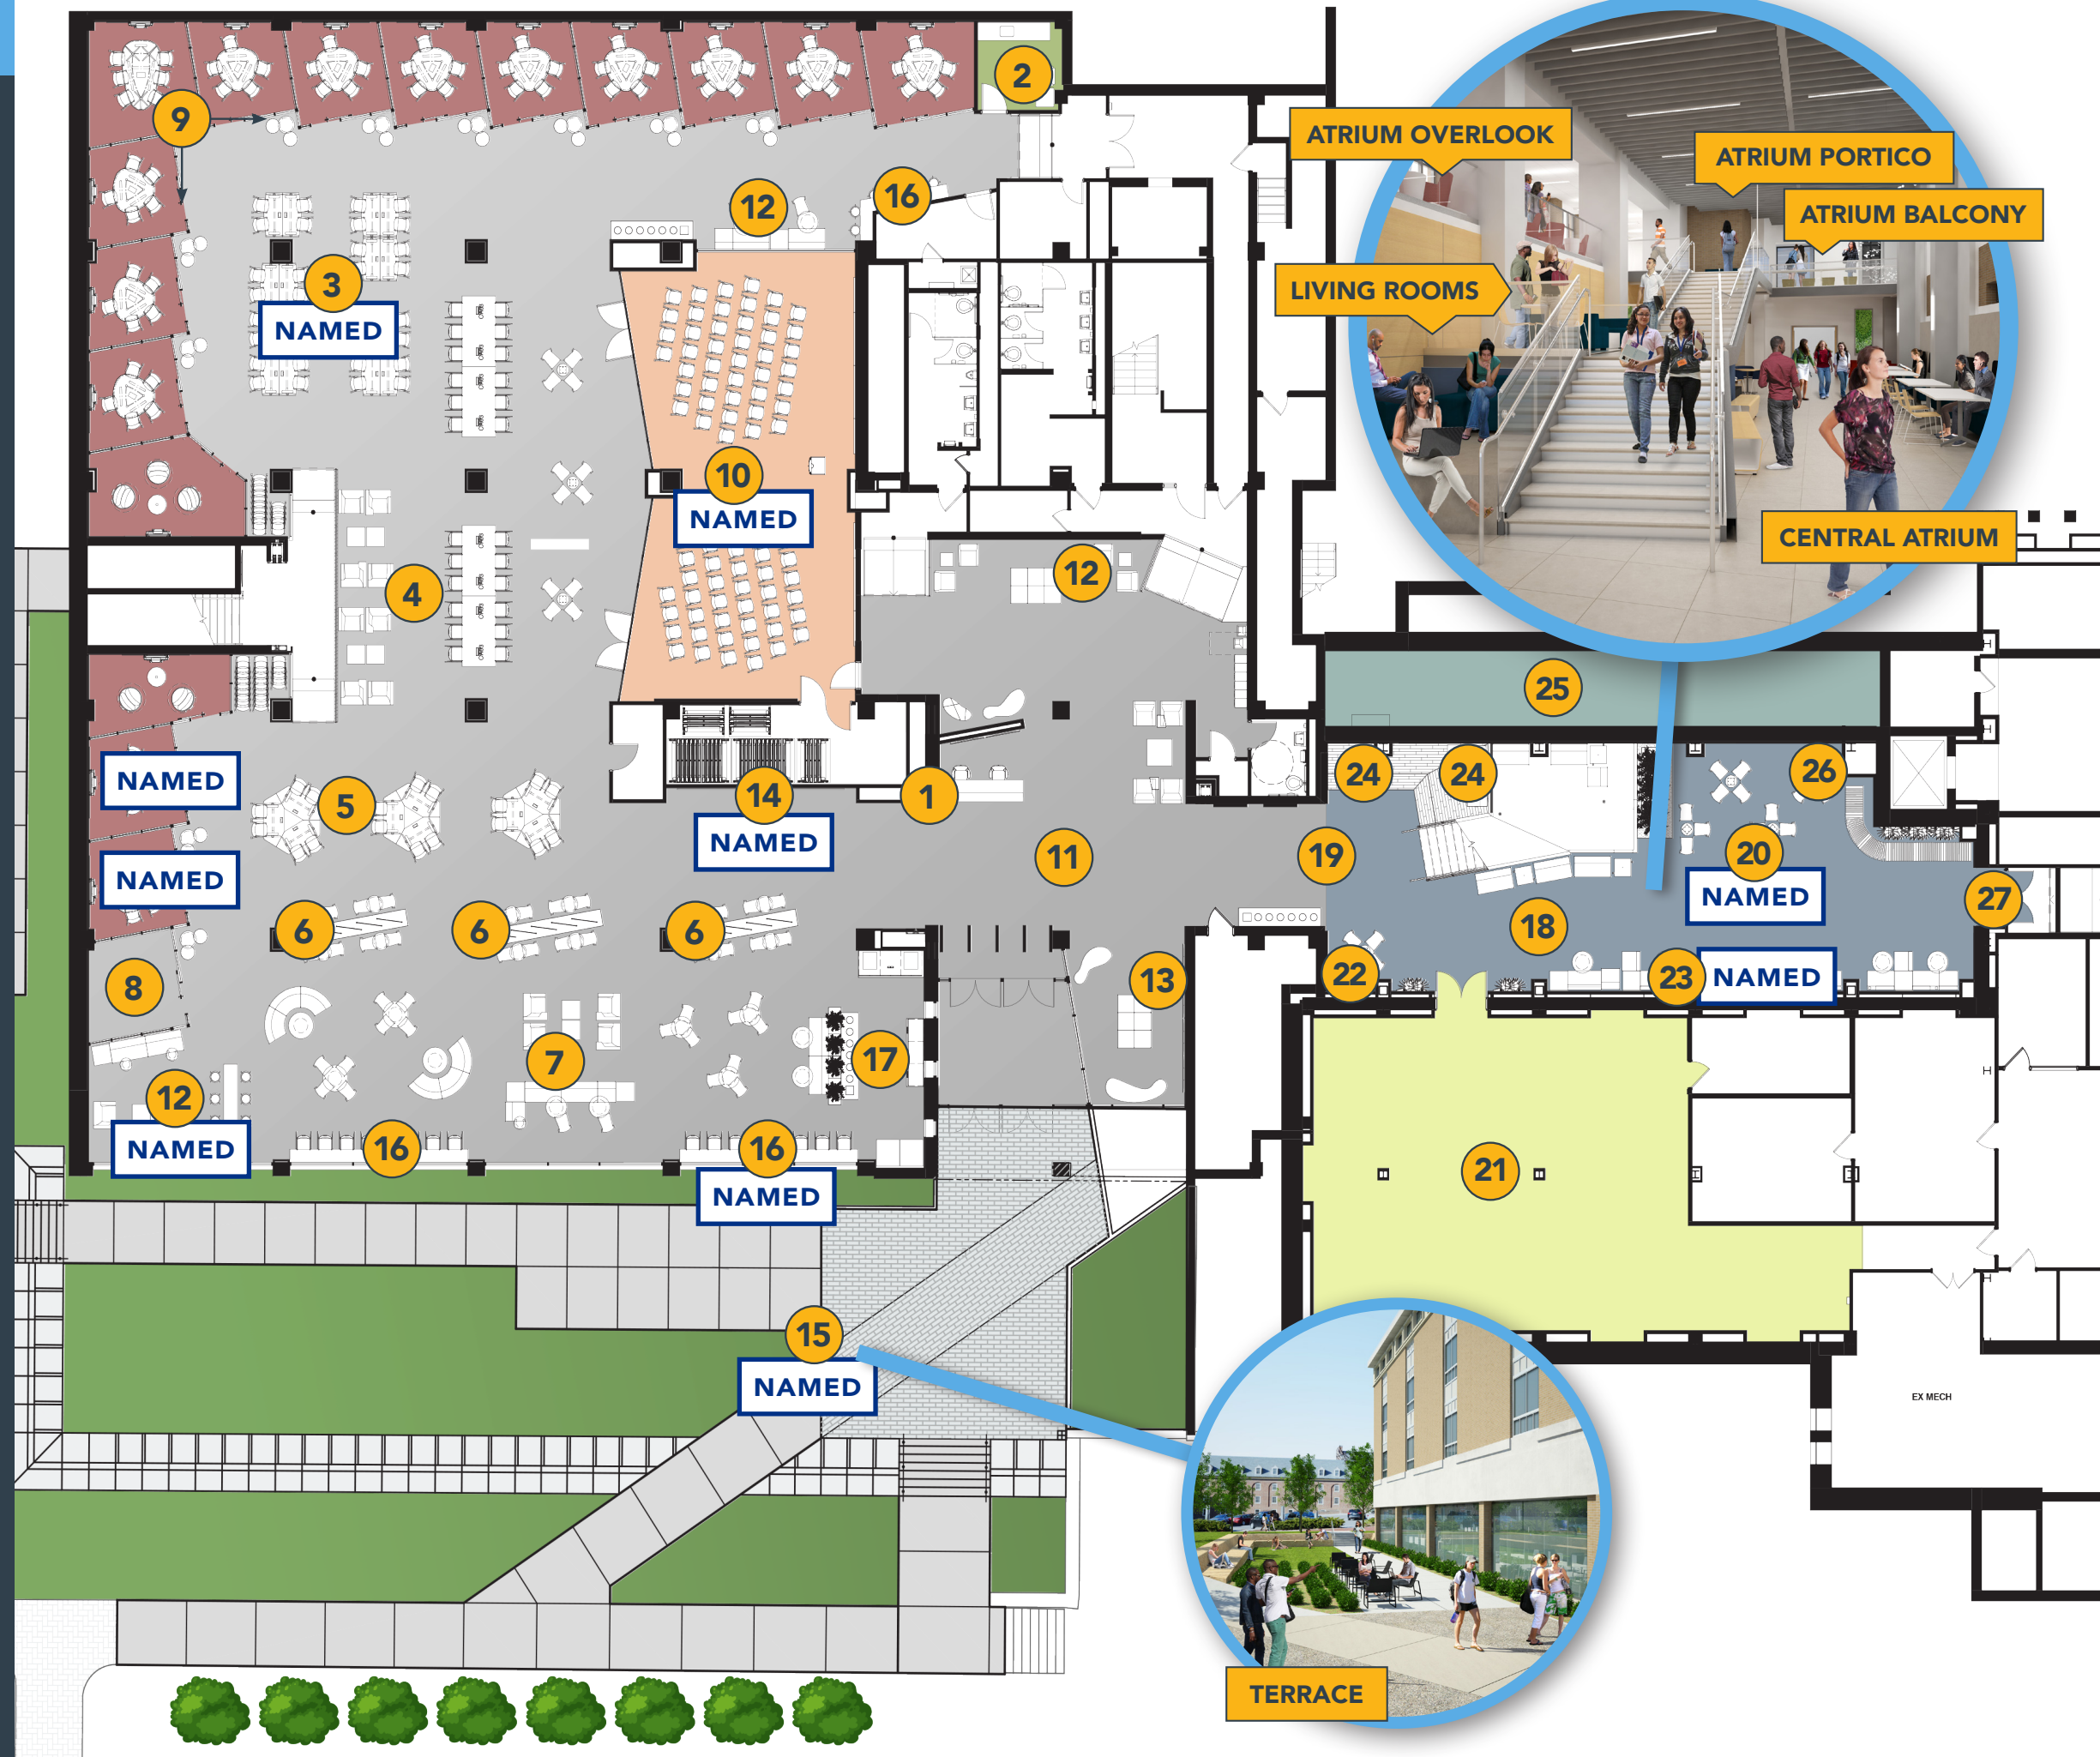 2
9
ATRIUM OVERLOOK
ATRIUM PORTICO
12
16
ATRIUM BALCONY
3
NAMED
LIVING ROOMS
10
NAMED
CENTRAL ATRIUM
4
12
25
NAMED
5
14
NAMED
1
24
24
26
11
19
20
NAMED
NAMED
6
6
6
18
27
8
13
22
23
NAMED
7
17
12
NAMED
16
16
NAMED
21
15
NAMED
EX MECH
TERRACE